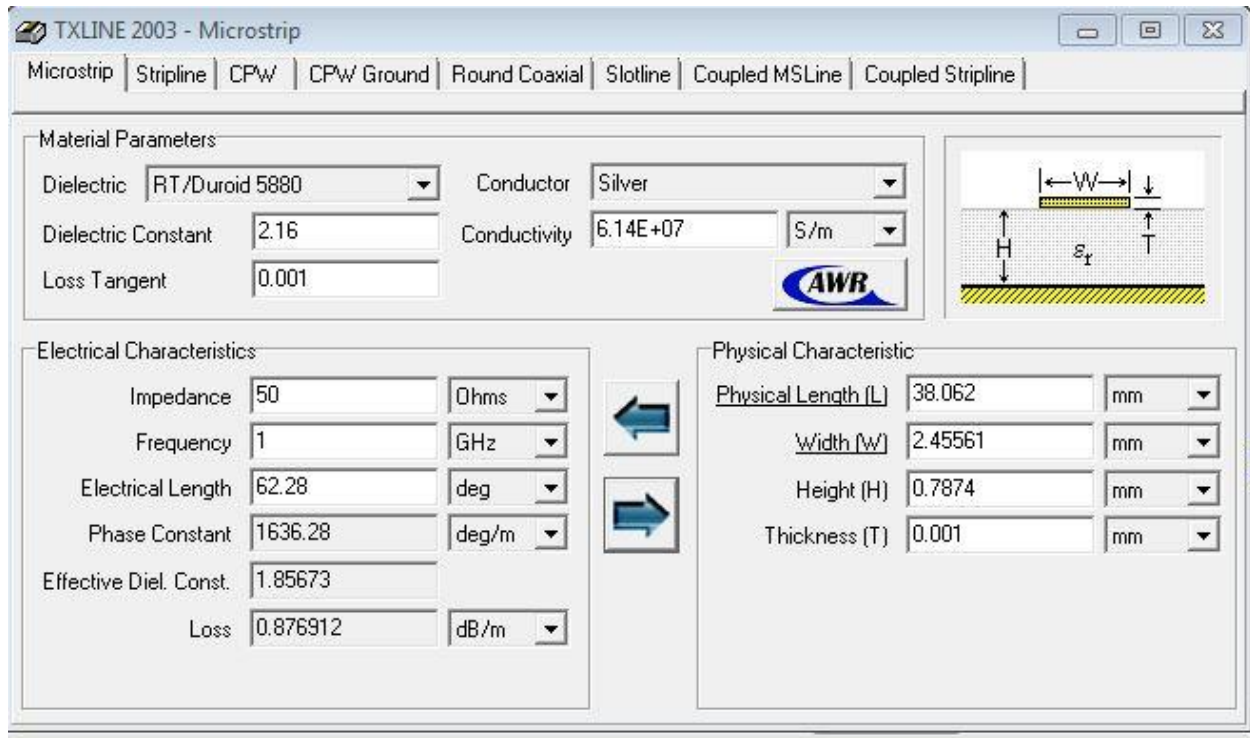 TXLINE 2003 - Microstrip
Microstrip Stripline CPW CPW Ground Round Coaxial Slotline Coupled MSLine Coupled Stripline
Material Parameters
Dielectric RT/Duroid 5880 Conductor Silver
Dielectric Constant 2.16 Conductivity 6.14E+07 S/m
Loss Tangent 0.001 AWR
W
H εr T
Electrical Characteristics
Impedance 50 Ohms
Frequency 1 GHz
Electrical Length 62.28 deg
Phase Constant 1636.28 deg/m
Effective Diel. Const. 1.85673
Loss 0.876912 dB/m
Physical Characteristic
Physical Length (L) 38.062 mm
Width (W) 2.45561 mm
Height (H) 0.7874 mm
Thickness (T) 0.001 mm